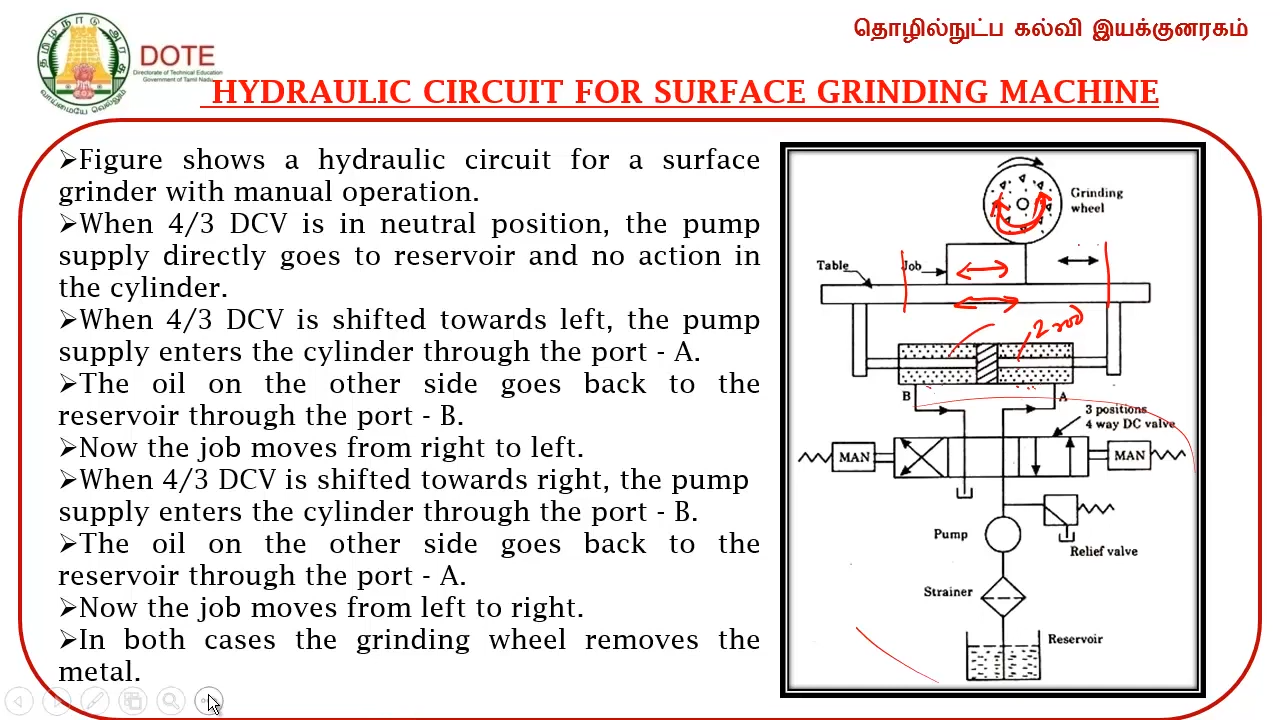 தொழில்நுட்ப கல்வி இயக்குனரகம்
DOTE
Directorate of Technical Education
Government of Tamil Nadu
HYDRAULIC CIRCUIT FOR SURFACE GRINDING MACHINE
➢Figure shows a hydraulic circuit for a surface
grinder with manual operation.
➢When 4/3 DCV is in neutral position, the pump
supply directly goes to reservoir and no action in
the cylinder.
➢When 4/3 DCV is shifted towards left, the pump
supply enters the cylinder through the port - A.
➢The oil on the other side goes back to the
reservoir through the port - B.
➢Now the job moves from right to left.
➢When 4/3 DCV is shifted towards right, the pump
supply enters the cylinder through the port - B.
➢The oil on the other side goes back to the
reservoir through the port - A.
➢Now the job moves from left to right.
➢In both cases the grinding wheel removes the
metal.
Grinding
wheel
Table
Job
2 rod
B
A
3 positions
4 way DC valve
MAN
MAN
Pump
Relief valve
Strainer
Reservoir